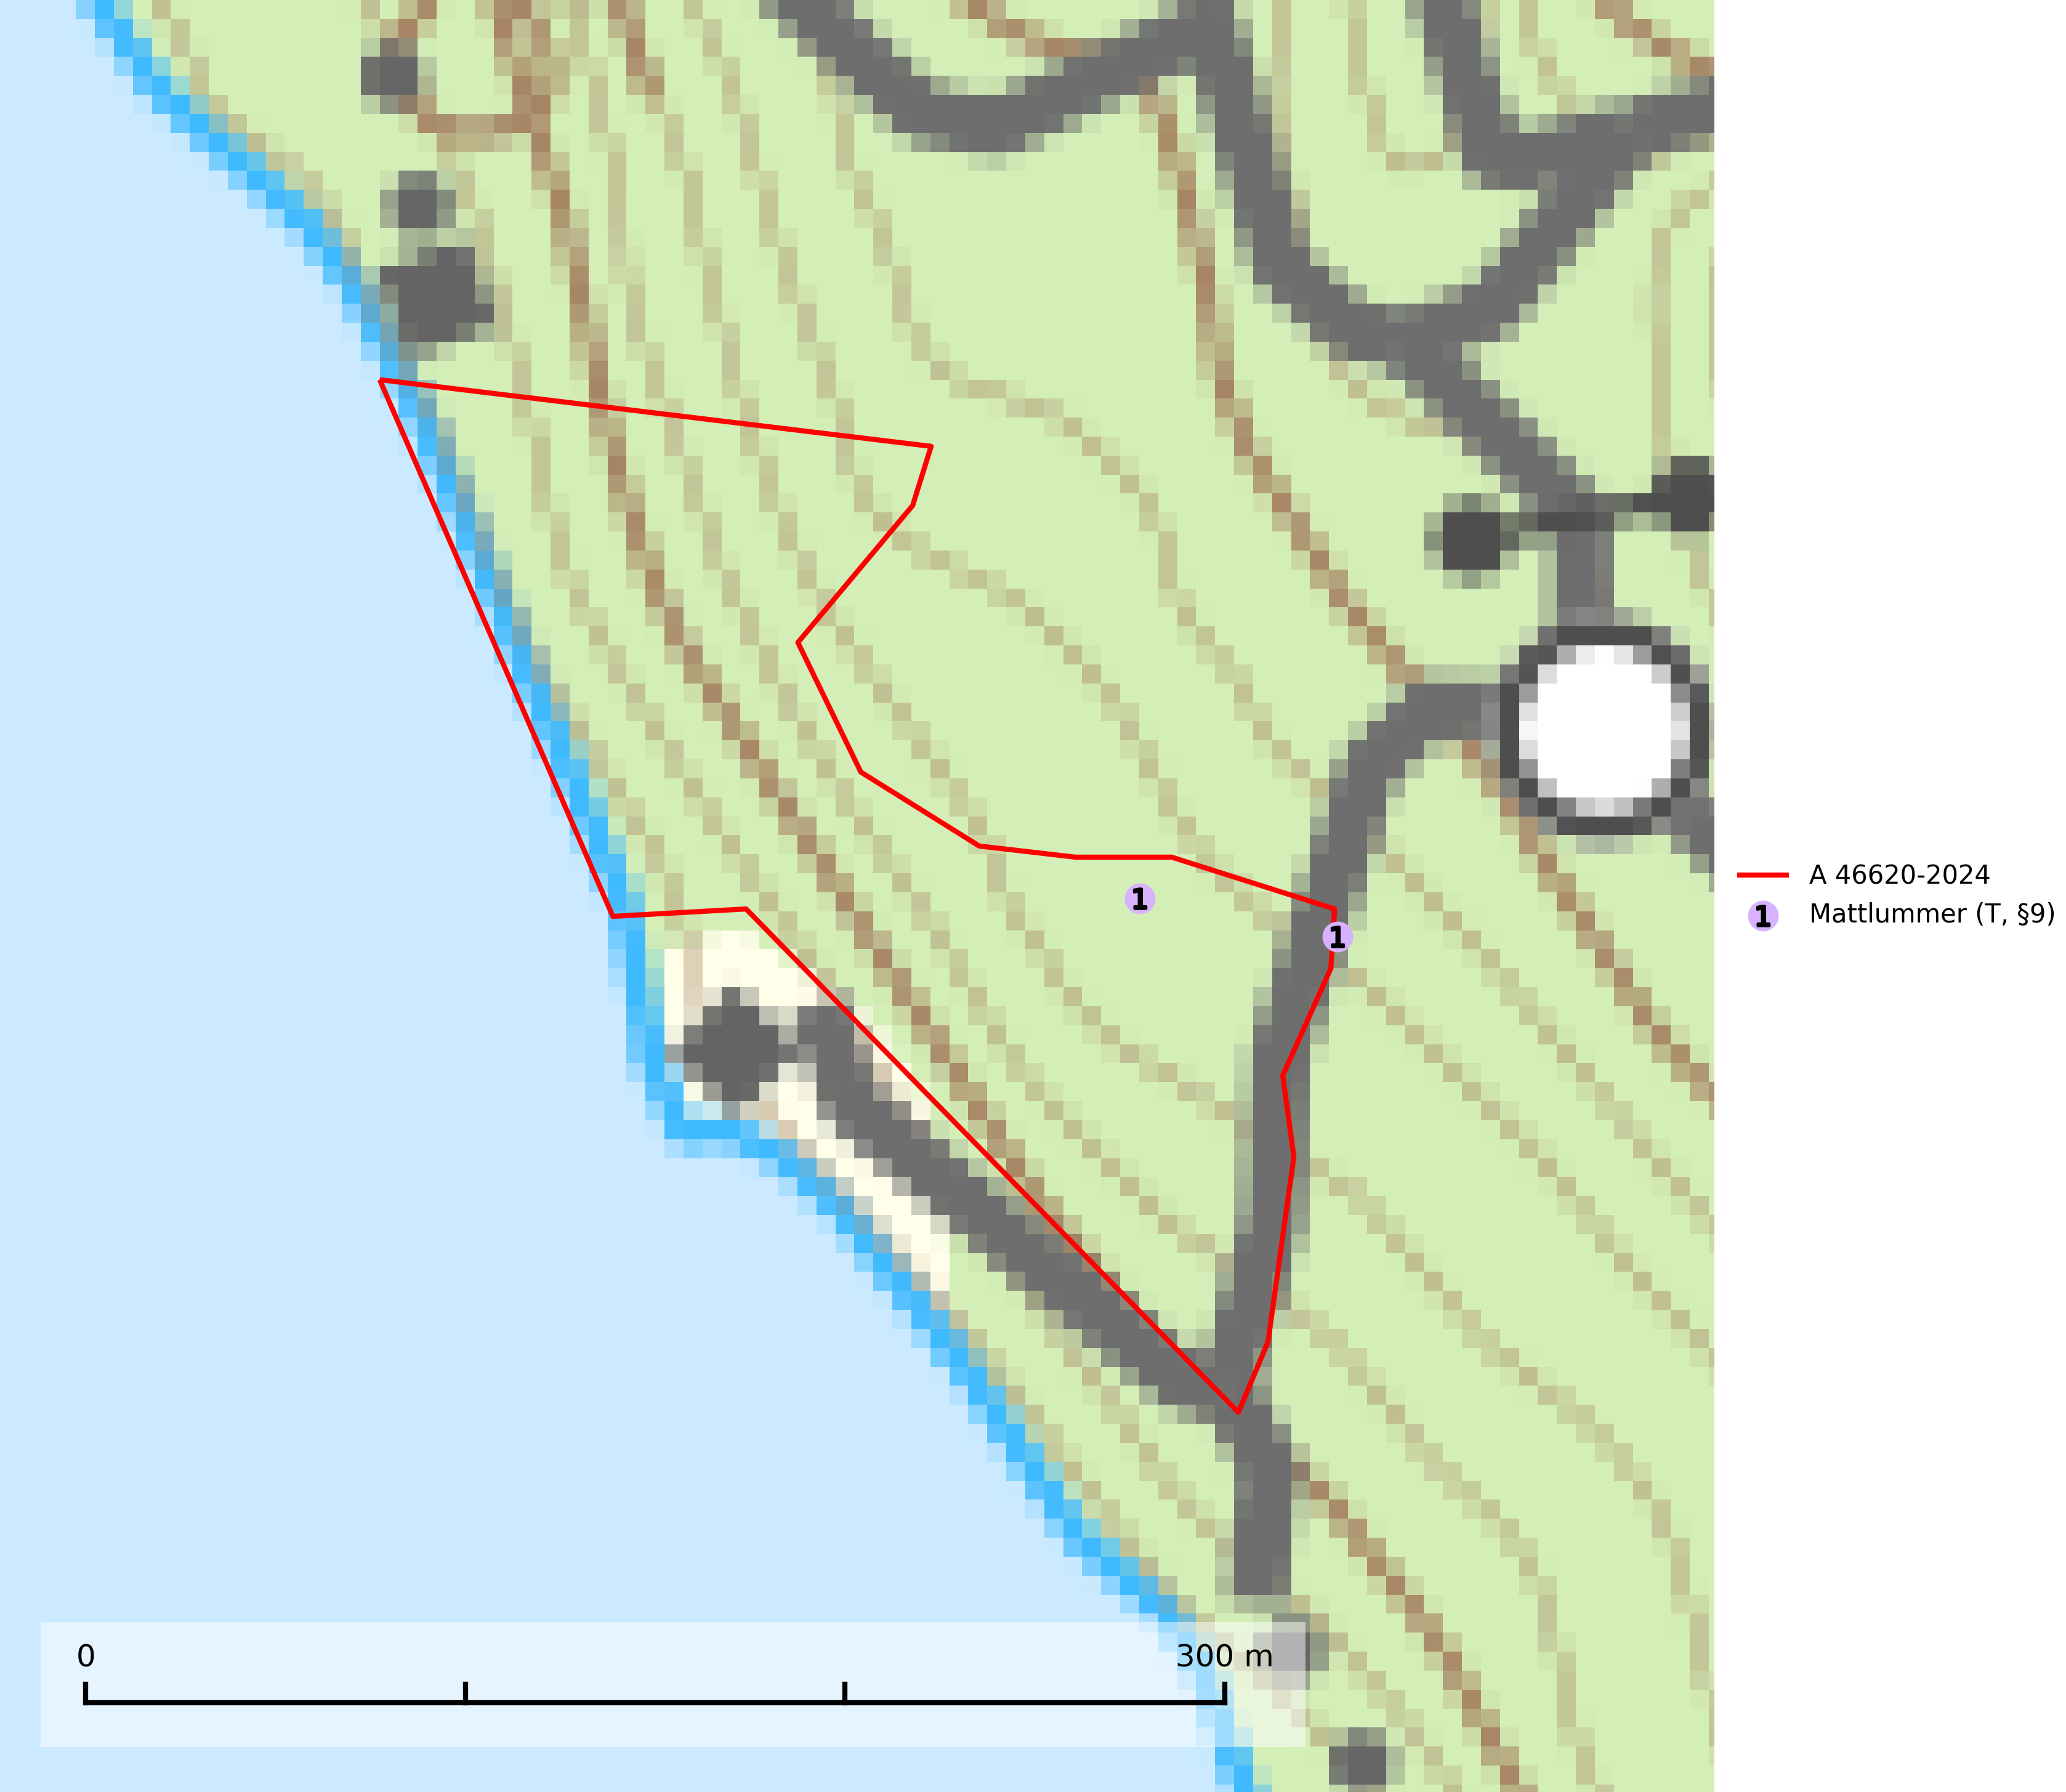 1
1
A 46620-2024
1 Mattlummer (T, §9)
0 300 m